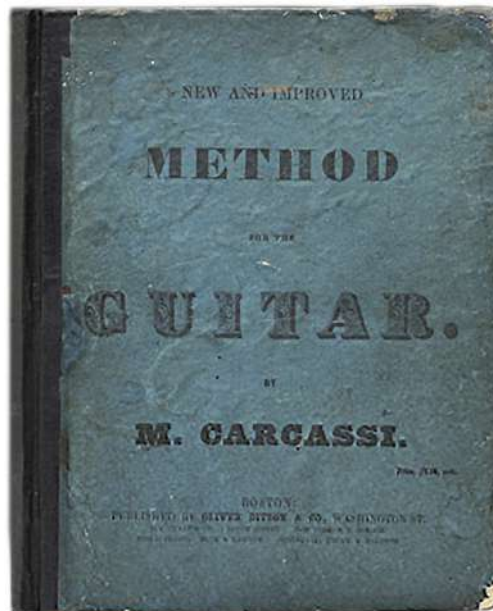 NEW AND IMPROVED
METHOD
FOR THE
GUITAR.
BY
M. CARCASSI.
BOSTON:
PUBLISHED BY OLIVER DITSON & CO. WASHINGTON ST.